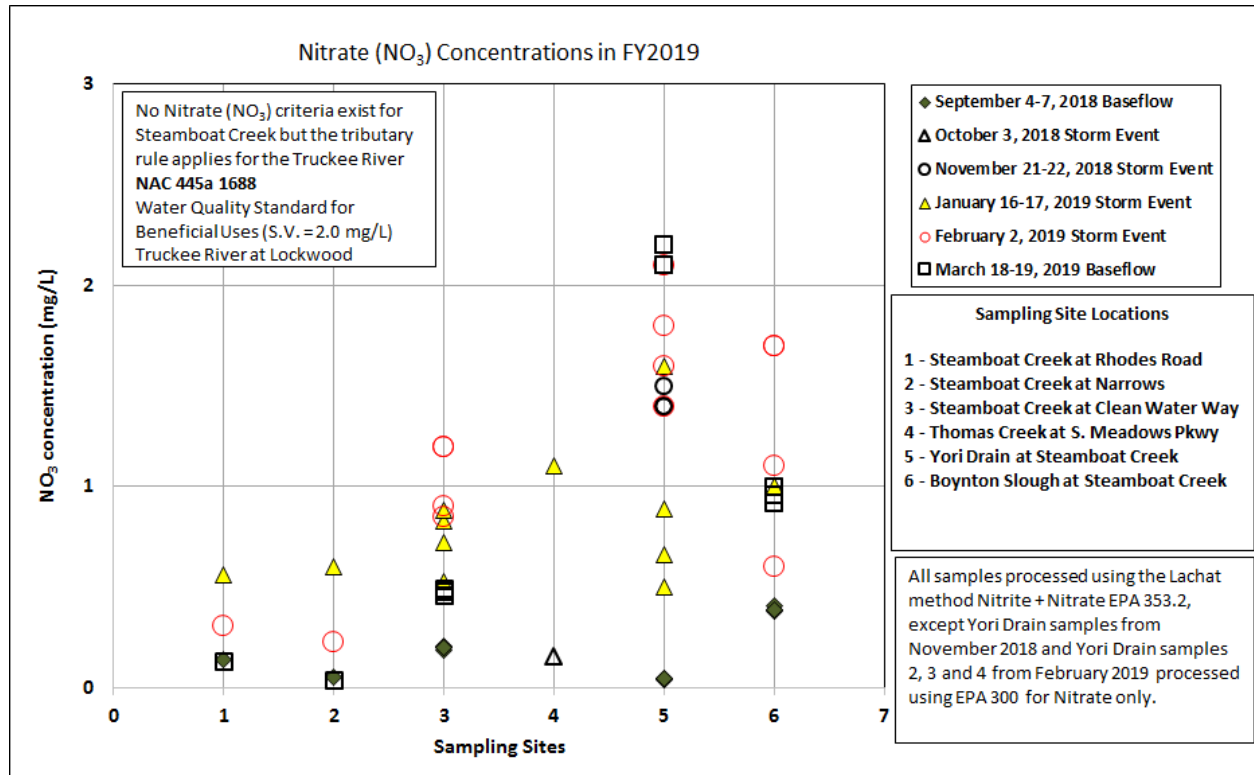 Nitrate (NO₃) Concentrations in FY2019
3
2
1
0
NO₃ concentration (mg/L)
No Nitrate (NO₃) criteria exist for
Steamboat Creek but the tributary
rule applies for the Truckee River
NAC 445a 1688
Water Quality Standard for
Beneficial Uses (S.V. = 2.0 mg/L)
Truckee River at Lockwood
0 1 2 3 4 5 6 7
Sampling Sites
September 4-7, 2018 Baseflow
October 3, 2018 Storm Event
November 21-22, 2018 Storm Event
January 16-17, 2019 Storm Event
February 2, 2019 Storm Event
March 18-19, 2019 Baseflow
Sampling Site Locations
1 - Steamboat Creek at Rhodes Road
2 - Steamboat Creek at Narrows
3 - Steamboat Creek at Clean Water Way
4 - Thomas Creek at S. Meadows Pkwy
5 - Yori Drain at Steamboat Creek
6 - Boynton Slough at Steamboat Creek
All samples processed using the Lachat
method Nitrite + Nitrate EPA 353.2,
except Yori Drain samples from
November 2018 and Yori Drain samples
2, 3 and 4 from February 2019 processed
using EPA 300 for Nitrate only.